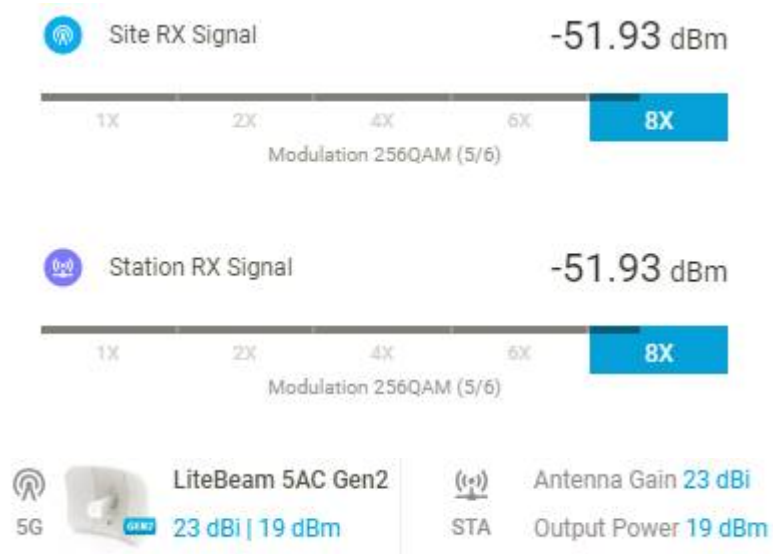 Site RX Signal -51.93 dBm
1X 2X 4X 6X 8X
Modulation 256QAM (5/6)
Station RX Signal -51.93 dBm
1X 2X 4X 6X 8X
Modulation 256QAM (5/6)
LiteBeam 5AC Gen2 Antenna Gain 23 dBi
5G GEN2 23 dBi | 19 dBm STA Output Power 19 dBm